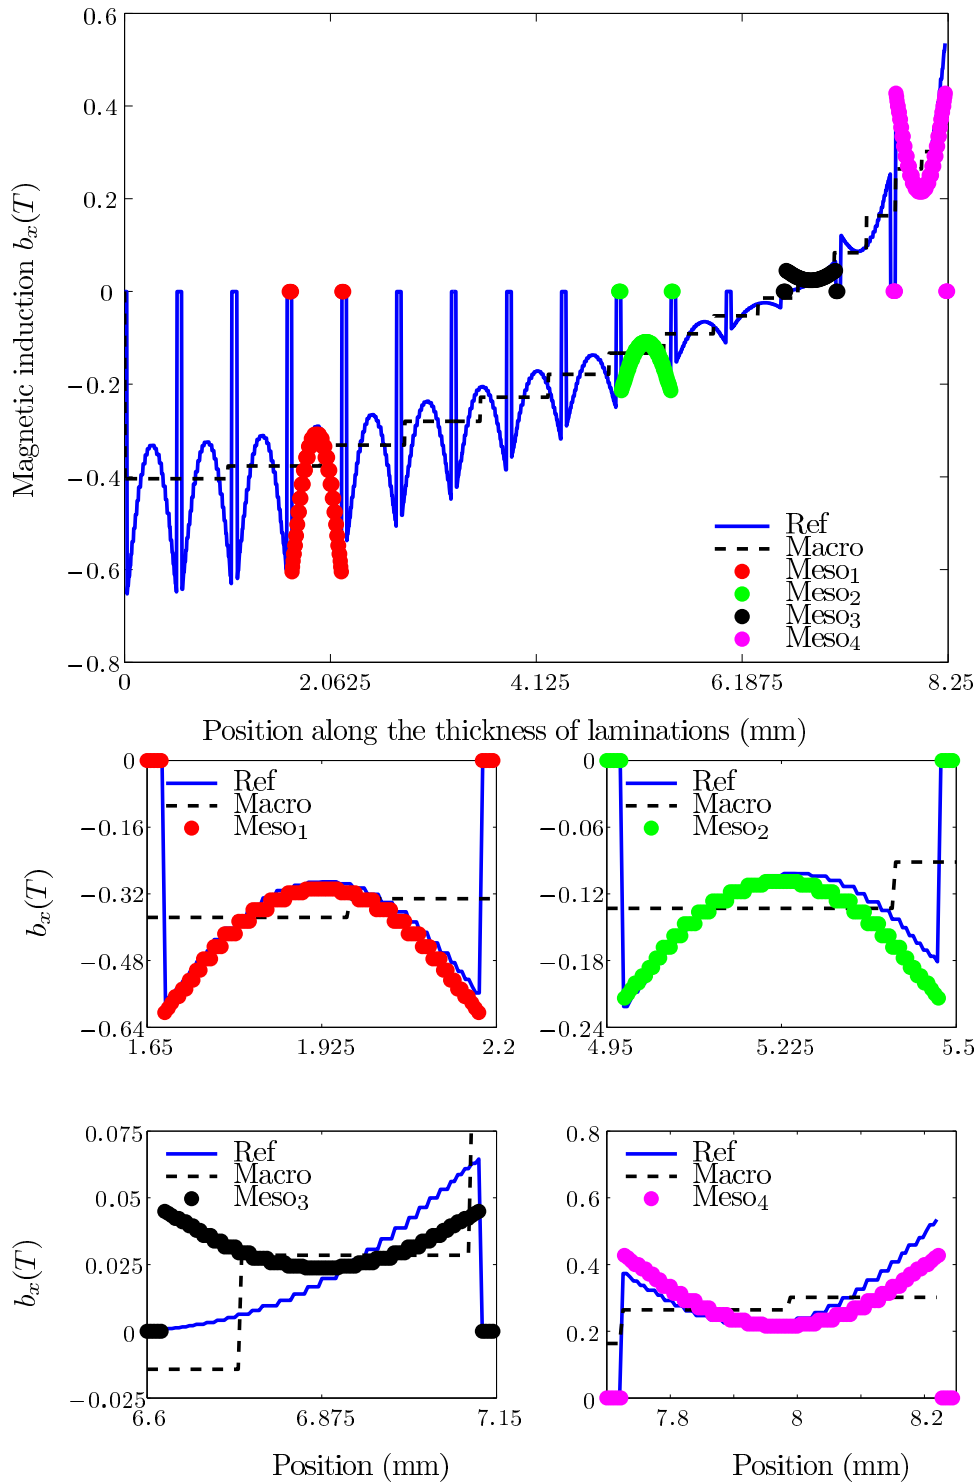 0.6
0.4
0.2
0
−0.2
−0.4
−0.6
−0.8
Magnetic induction b_x(T)
Ref
Macro
Meso₁
Meso₂
Meso₃
Meso₄
0 2.0625 4.125 6.1875 8.25
Position along the thickness of laminations (mm)
0
−0.16
−0.32
−0.48
−0.64
b_x(T)
Ref
Macro
Meso₁
1.65 1.925 2.2
0
−0.06
−0.12
−0.18
−0.24
Ref
Macro
Meso₂
4.95 5.225 5.5
0.075
0.05
0.025
0
−0.025
b_x(T)
Ref
Macro
Meso₃
6.6 6.875 7.15
Position (mm)
0.8
0.6
0.4
0.2
0
Ref
Macro
Meso₄
7.8 8 8.2
Position (mm)